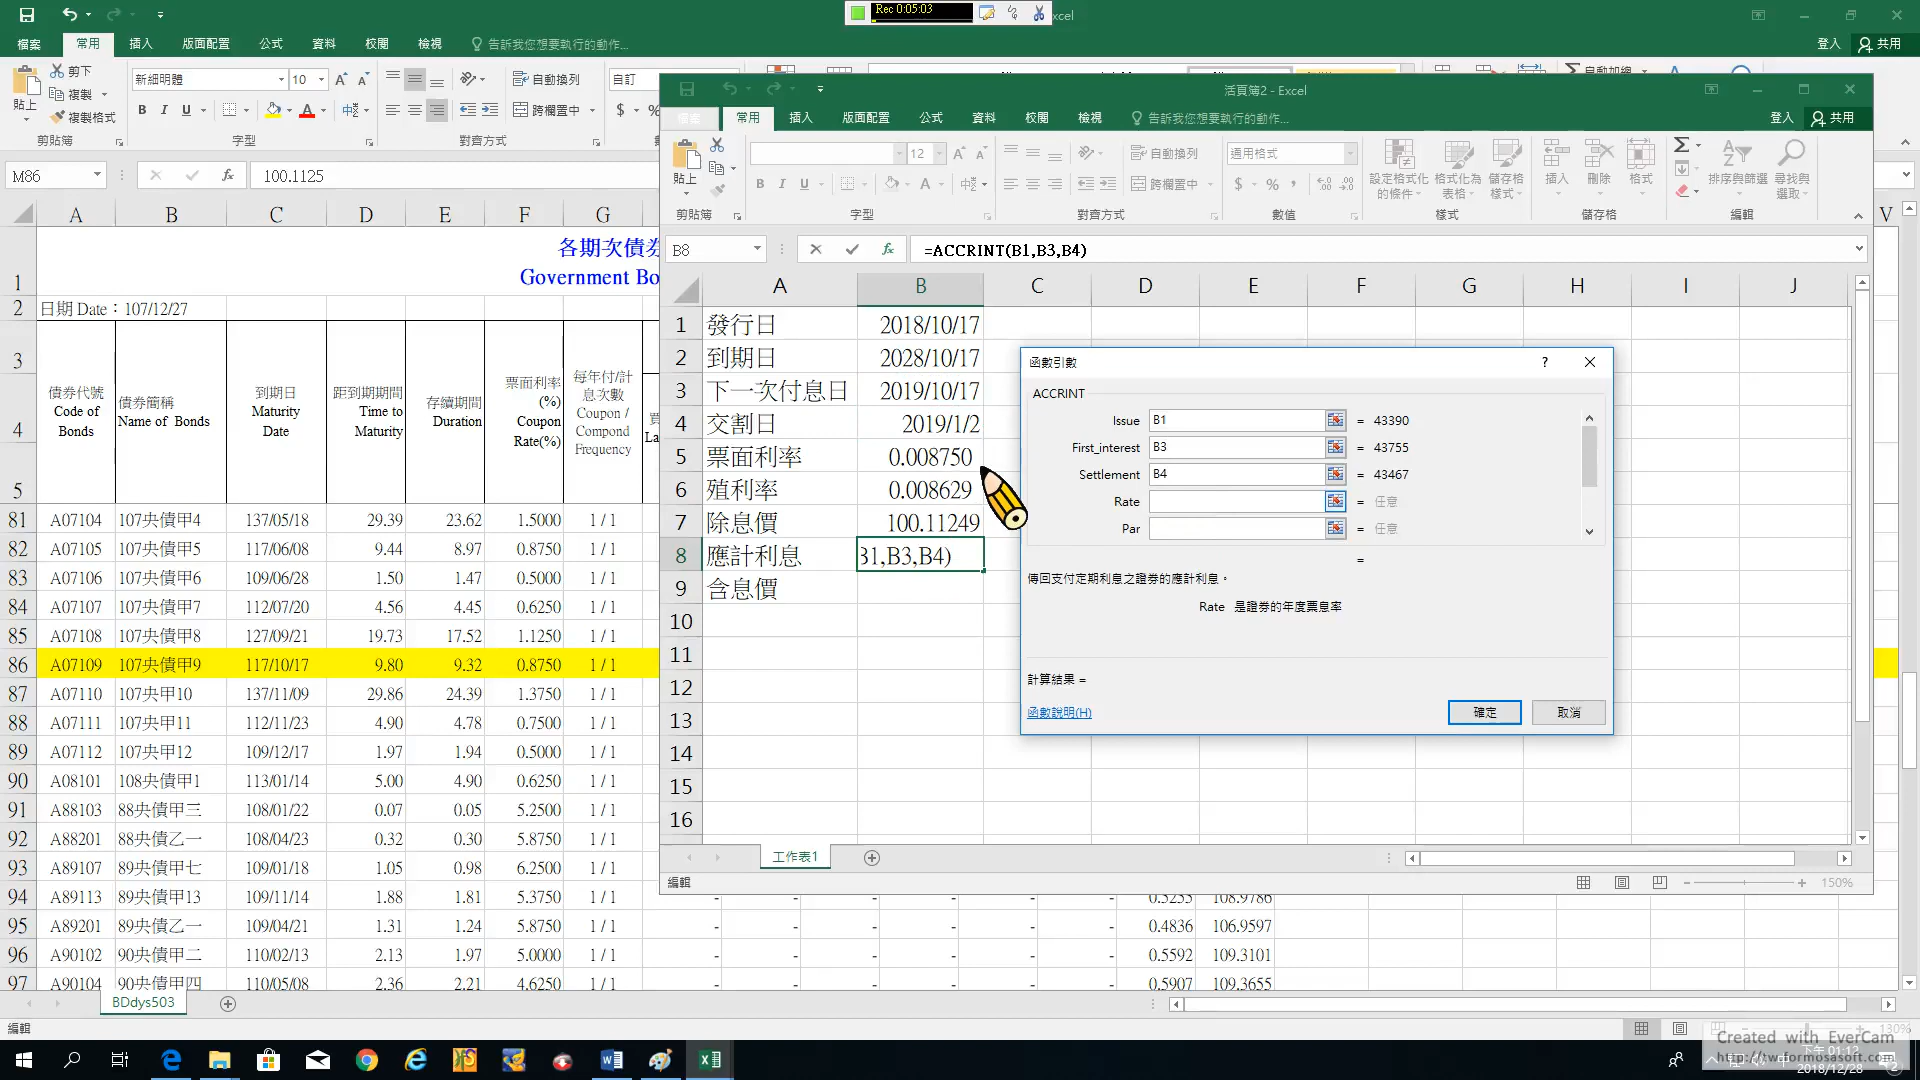 Rec 0:05:03
xcel
檔案 常用 插入 版面配置 公式 資料 校閱 檢視 告訴我您想要執行的動作... 登入 共用
貼上 剪下 複製 複製格式 剪貼簿
新細明體 10 字型
自動換列 跨欄置中 對齊方式
自訂
M86 100.1125
A B C D E F G V
各期次債券
Government Bo
日期 Date：107/12/27
債券代號 Code of Bonds
債券簡稱 Name of Bonds
到期日 Maturity Date
距到期期間 Time to Maturity
存續期間 Duration
票面利率 (%) Coupon Rate(%)
每年付/計息次數 Coupon / Compond Frequency
81 A07104 107央債甲4 137/05/18 29.39 23.62 1.5000 1 / 1
82 A07105 107央債甲5 117/06/08 9.44 8.97 0.8750 1 / 1
83 A07106 107央債甲6 109/06/28 1.50 1.47 0.5000 1 / 1
84 A07107 107央債甲7 112/07/20 4.56 4.45 0.6250 1 / 1
85 A07108 107央債甲8 127/09/21 19.73 17.52 1.1250 1 / 1
86 A07109 107央債甲9 117/10/17 9.80 9.32 0.8750 1 / 1
87 A07110 107央甲10 137/11/09 29.86 24.39 1.3750 1 / 1
88 A07111 107央甲11 112/11/23 4.90 4.78 0.7500 1 / 1
89 A07112 107央甲12 109/12/17 1.97 1.94 0.5000 1 / 1
90 A08101 108央債甲1 113/01/14 5.00 4.90 0.6250 1 / 1
91 A88103 88央債甲三 108/01/22 0.07 0.05 5.2500 1 / 1
92 A88201 88央債乙一 108/04/23 0.32 0.30 5.8750 1 / 1
93 A89107 89央債甲七 109/01/18 1.05 0.98 6.2500 1 / 1
94 A89113 89央債甲13 109/11/14 1.88 1.81 5.3750 1 / 1 - - - - - - 0.5255 108.9786
95 A89201 89央債乙一 109/04/21 1.31 1.24 5.8750 1 / 1 - - - - - - 0.4836 106.9597
96 A90102 90央債甲二 110/02/13 2.13 1.97 5.0000 1 / 1 - - - - - - 0.5592 109.3101
97 A90104 90央債甲四 110/05/08 2.36 2.21 4.6250 1 / 1 - - - - - - 0.5907 109.3655
BDdys503
編輯
130%
活頁簿2 - Excel
常用 插入 版面配置 公式 資料 校閱 檢視 告訴我您想要執行的動作... 登入 共用
貼上 剪貼簿
12 字型
自動換列 跨欄置中 對齊方式
通用格式 數值
設定格式化的條件 格式化為表格 儲存格樣式 樣式
插入 刪除 格式 儲存格
排序與篩選 尋找與選取 編輯
B8 =ACCRINT(B1,B3,B4)
A B C D E F G H I J
1 發行日 2018/10/17
2 到期日 2028/10/17
3 下一次付息日 2019/10/17
4 交割日 2019/1/2
5 票面利率 0.008750
6 殖利率 0.008629
7 除息價 100.11249
8 應計利息 B1,B3,B4)
9 含息價
10
11
12
13
14
15
16
函數引數 ?
ACCRINT
Issue B1 = 43390
First_interest B3 = 43755
Settlement B4 = 43467
Rate = 任意
Par = 任意
=
傳回支付定期利息之證券的應計利息。
Rate 是證券的年度票息率
計算結果 =
函數說明(H) 確定 取消
工作表1
編輯 150%
Created with EverCam
http://tw.formosasoft.com
2018/12/28